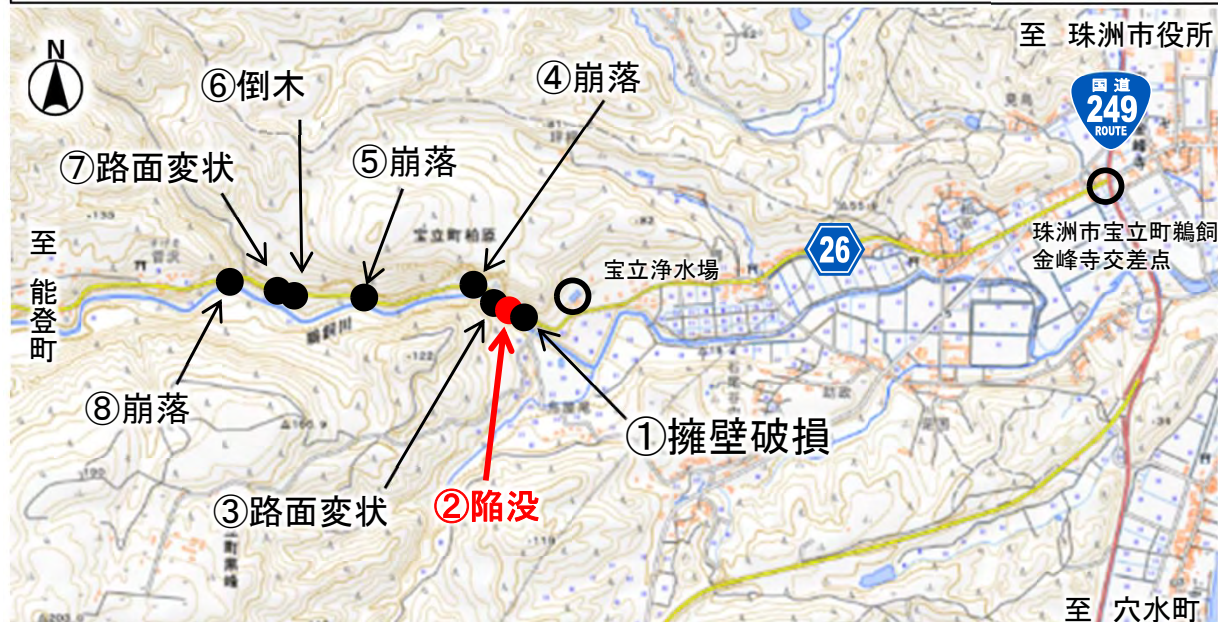 至 珠洲市役所
N
④崩落
⑥倒木
国道
249
ROUTE
⑤崩落
⑦路面変状
宝立町柏原
至 能登町
26
珠洲市宝立町鵜飼
金峰寺交差点
宝立浄水場
鵜飼川
⑧崩落
①擁壁破損
②陥没
③路面変状
至 穴水町